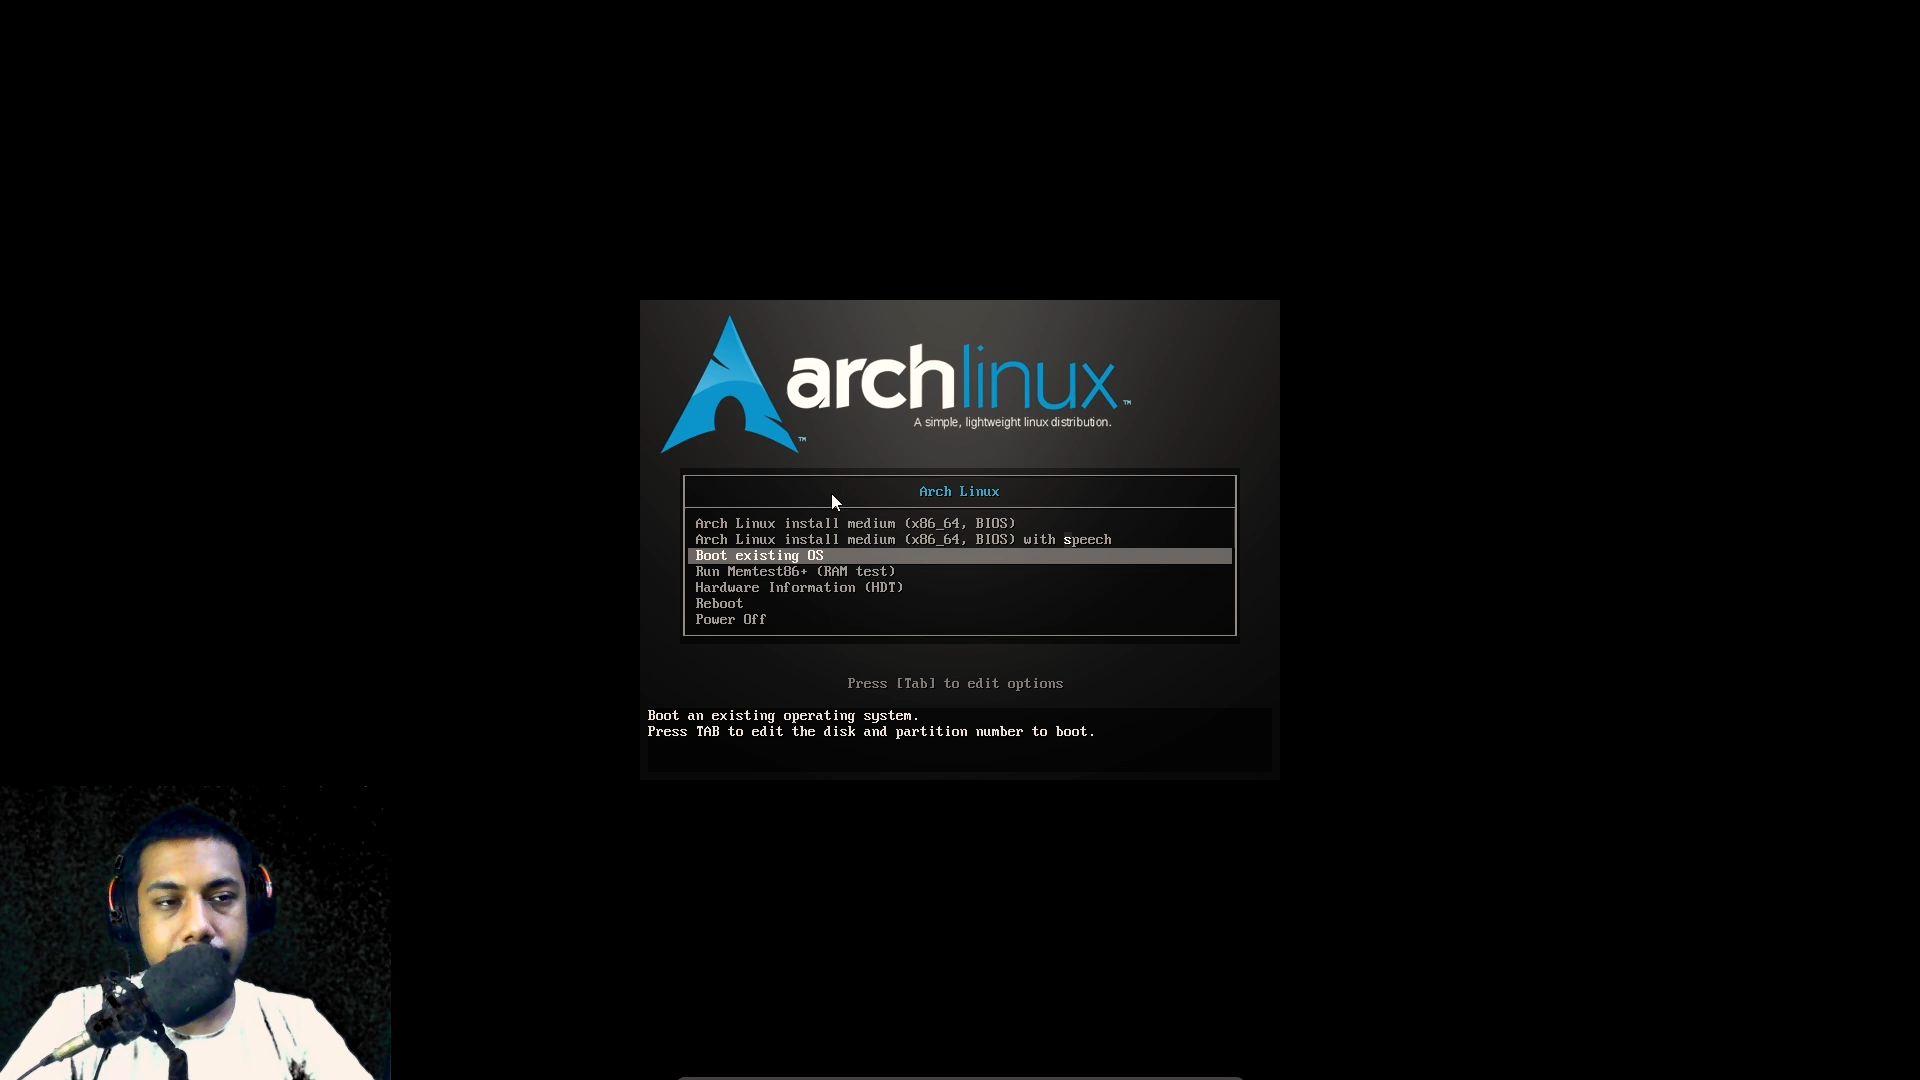 archlinux™
A simple, lightweight linux distribution.
™
Arch Linux
Arch Linux install medium (x86_64, BIOS)
Arch Linux install medium (x86_64, BIOS) with speech
Boot existing OS
Run Memtest86+ (RAM test)
Hardware Information (HDT)
Reboot
Power Off
Press [Tab] to edit options
Boot an existing operating system.
Press TAB to edit the disk and partition number to boot.